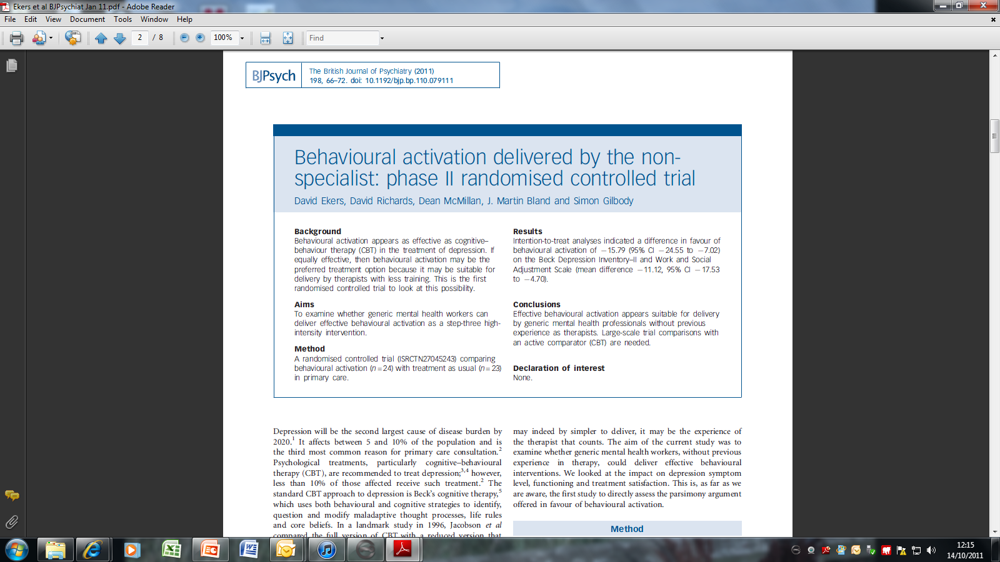 Ekers et al BJPsychiat Jan 11.pdf - Adobe Reader
File Edit View Document Tools Window Help
2 / 8 100% Find
BJPsych
The British Journal of Psychiatry (2011)
198, 66–72. doi: 10.1192/bjp.bp.110.079111
Behavioural activation delivered by the non-
specialist: phase II randomised controlled trial
David Ekers, David Richards, Dean McMillan, J. Martin Bland and Simon Gilbody
Background
Behavioural activation appears as effective as cognitive–
behaviour therapy (CBT) in the treatment of depression. If
equally effective, then behavioural activation may be the
preferred treatment option because it may be suitable for
delivery by therapists with less training. This is the first
randomised controlled trial to look at this possibility.
Aims
To examine whether generic mental health workers can
deliver effective behavioural activation as a step-three high-
intensity intervention.
Method
A randomised controlled trial (ISRCTN27045243) comparing
behavioural activation (n=24) with treatment as usual (n=23)
in primary care.
Results
Intention-to-treat analyses indicated a difference in favour of
behavioural activation of −15.79 (95% CI −24.55 to −7.02)
on the Beck Depression Inventory–II and Work and Social
Adjustment Scale (mean difference −11.12, 95% CI −17.53
to −4.70).
Conclusions
Effective behavioural activation appears suitable for delivery
by generic mental health professionals without previous
experience as therapists. Large-scale trial comparisons with
an active comparator (CBT) are needed.
Declaration of interest
None.
Depression will be the second largest cause of disease burden by
2020.1 It affects between 5 and 10% of the population and is
the third most common reason for primary care consultation.2
Psychological treatments, particularly cognitive–behavioural
therapy (CBT), are recommended to treat depression;3,4 however,
less than 10% of those affected receive such treatment.2 The
standard CBT approach to depression is Beck's cognitive therapy,5
which uses both behavioural and cognitive strategies to identify,
question and modify maladaptive thought processes, life rules
and core beliefs. In a landmark study in 1996, Jacobson et al
compared the full version of CBT with a reduced version that
may indeed by simpler to deliver, it may be the experience of
the therapist that counts. The aim of the current study was to
examine whether generic mental health workers, without previous
experience in therapy, could deliver effective behavioural
interventions. We looked at the impact on depression symptom
level, functioning and treatment satisfaction. This is, as far as we
are aware, the first study to directly assess the parsimony argument
offered in favour of behavioural activation.
Method
12:15
14/10/2011